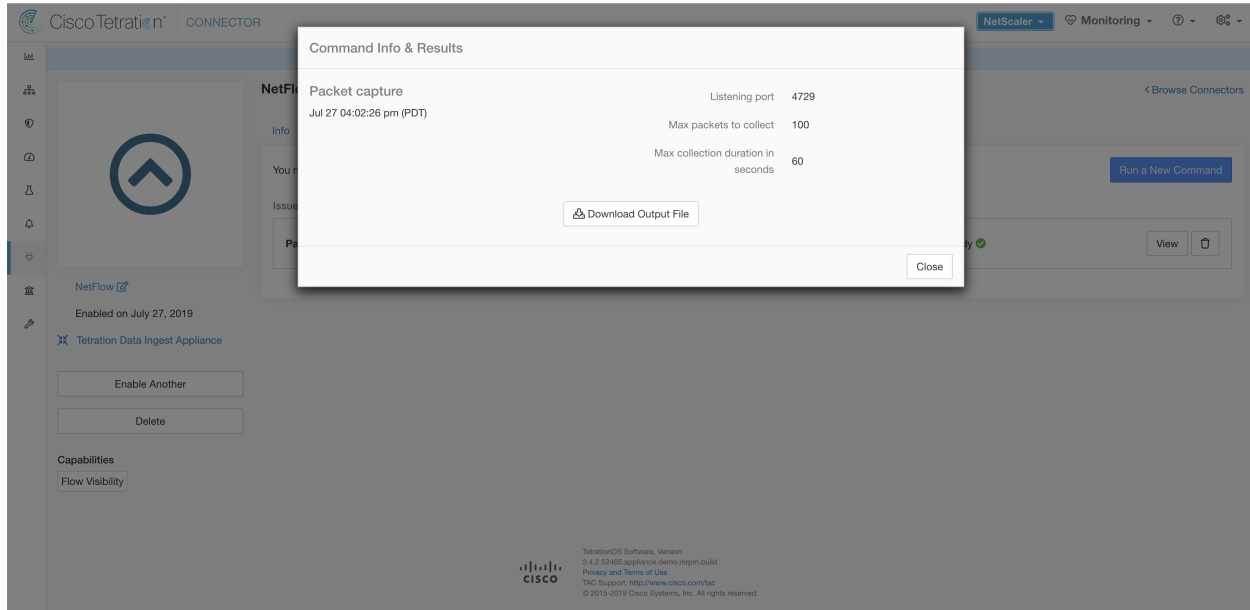 Cisco Tetration™ CONNECTOR
NetScaler
Monitoring
Command Info & Results
Packet capture
Jul 27 04:02:26 pm (PDT)
Listening port 4729
Max packets to collect 100
Max collection duration in
seconds 60
Download Output File
Close
NetFl
< Browse Connectors
Info
You
Run a New Command
Issue
Pa
dy
View
NetFlow
Enabled on July 27, 2019
Tetration Data Ingest Appliance
Enable Another
Delete
Capabilities
Flow Visibility
CISCO
TetrationOS Software, Version
3.4.2.52465.appliance.demo.mrpm.build
Privacy and Terms of Use
TAC Support: http://www.cisco.com/tac
© 2015-2019 Cisco Systems, Inc. All rights reserved.